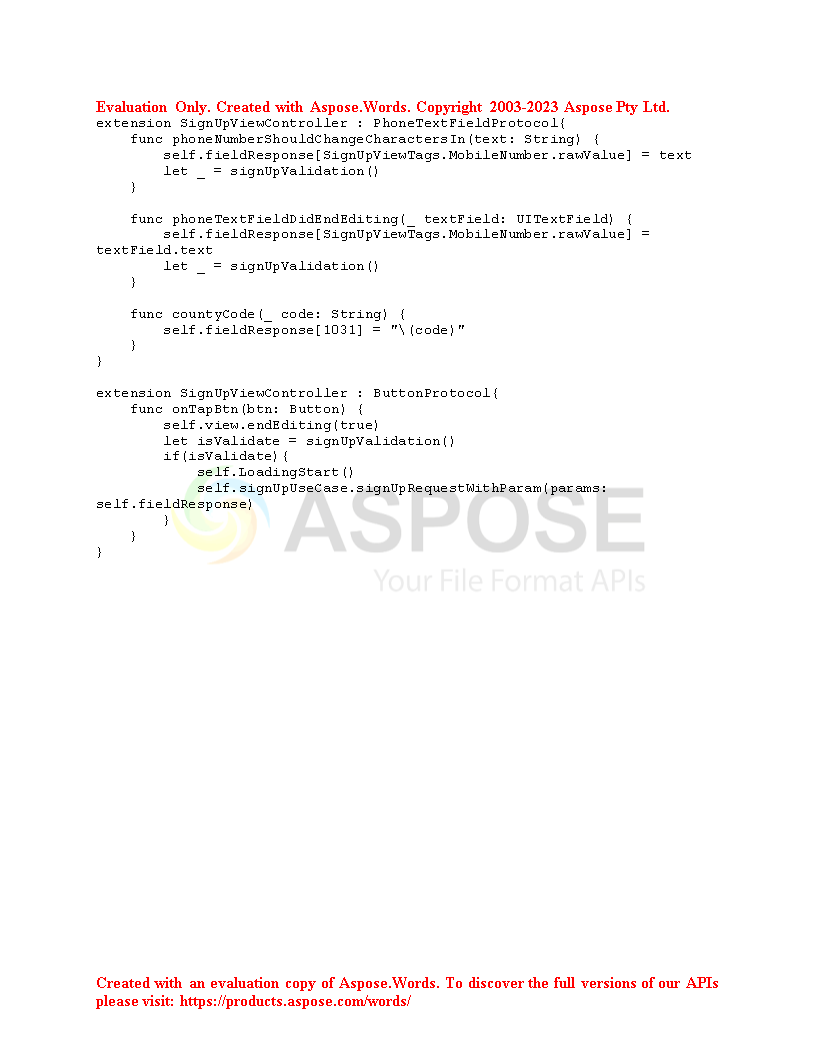 Evaluation Only. Created with Aspose.Words. Copyright 2003-2023 Aspose Pty Ltd.
extension SignUpViewController : PhoneTextFieldProtocol{
    func phoneNumberShouldChangeCharactersIn(text: String) {
        self.fieldResponse[SignUpViewTags.MobileNumber.rawValue] = text
        let _ = signUpValidation()
    }

    func phoneTextFieldDidEndEditing(_ textField: UITextField) {
        self.fieldResponse[SignUpViewTags.MobileNumber.rawValue] =
textField.text
        let _ = signUpValidation()
    }

    func countyCode(_ code: String) {
        self.fieldResponse[1031] = "\(code)"
    }
}

extension SignUpViewController : ButtonProtocol{
    func onTapBtn(btn: Button) {
        self.view.endEditing(true)
        let isValidate = signUpValidation()
        if(isValidate){
            self.LoadingStart()
            self.signUpUseCase.signUpRequestWithParam(params:
self.fieldResponse)
        }
    }
}
ASPOSE
Your File Format APIs
Created with an evaluation copy of Aspose.Words. To discover the full versions of our APIs
please visit: https://products.aspose.com/words/